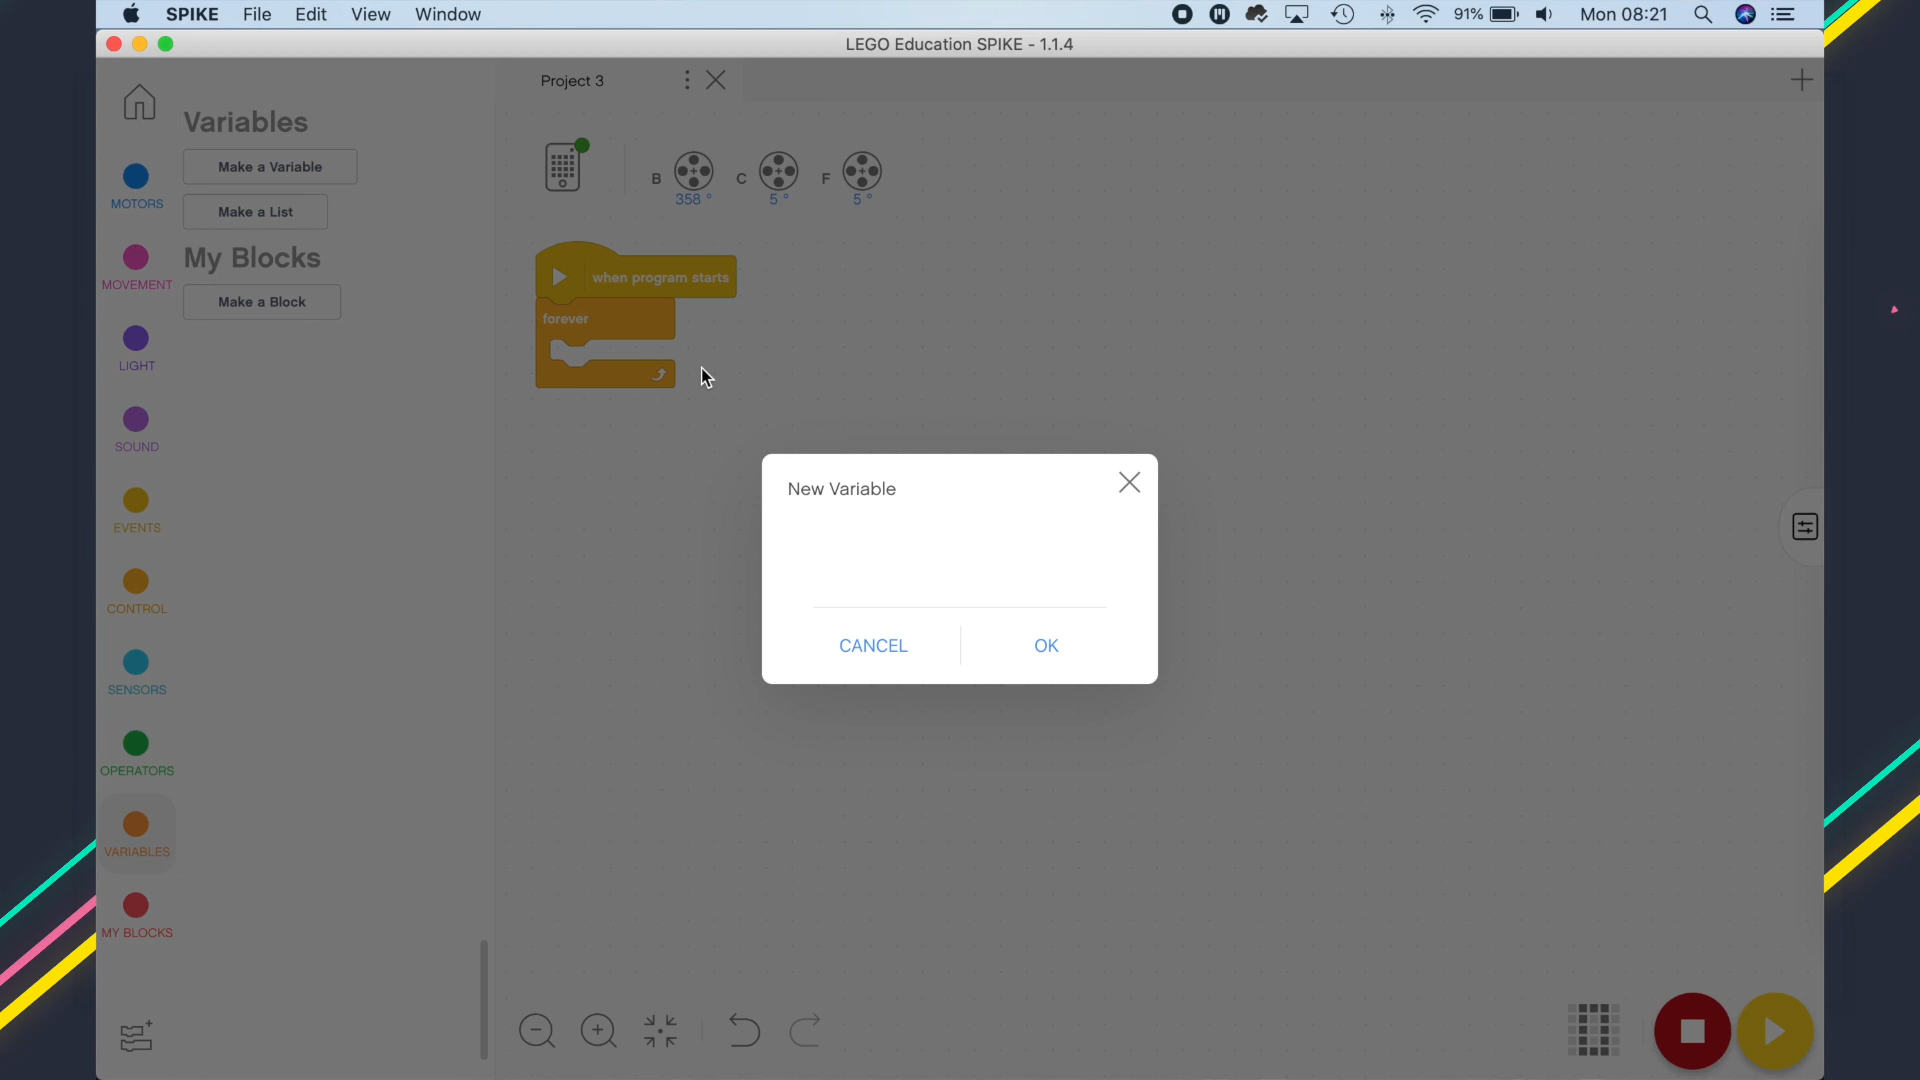 SPIKE File Edit View Window 91% Mon 08:21
LEGO Education SPIKE - 1.1.4
Project 3
Variables
Make a Variable
Make a List
My Blocks
Make a Block
MOTORS
MOVEMENT
LIGHT
SOUND
EVENTS
CONTROL
SENSORS
OPERATORS
VARIABLES
MY BLOCKS
B 358 °
C 5 °
F 5 °
when program starts
forever
New Variable
CANCEL OK